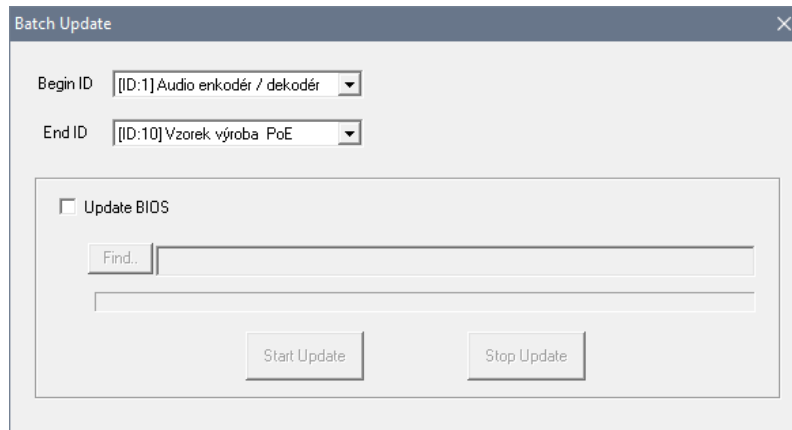 Batch Update
Begin ID [ID:1] Audio enkodér / dekodér
End ID [ID:10] Vzorek výroba PoE
Update BIOS
Find..
Start Update Stop Update